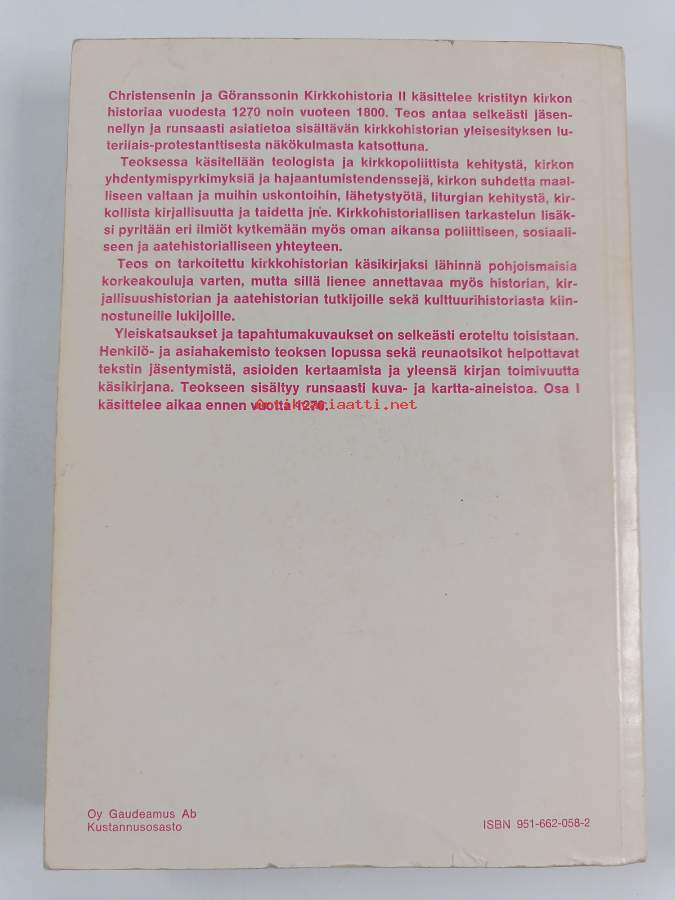 Christensenin ja Göranssonin Kirkkohistoria II käsittelee kristityn kirkon
historiaa vuodesta 1270 noin vuoteen 1800. Teos antaa selkeästi jäsen-
nellyn ja runsaasti asiatietoa sisältävän kirkkohistorian yleisesityksen lu-
terilais-protestanttisesta näkökulmasta katsottuna.
Teoksessa käsitellään teologista ja kirkkopoliittista kehitystä, kirkon
yhdentymispyrkimyksiä ja hajaantumistendenssejä, kirkon suhdetta maal-
liseen valtaan ja muihin uskontoihin, lähetystyötä, liturgian kehitystä, kir-
kollista kirjallisuutta ja taidetta jne. Kirkkohistoriallisen tarkastelun lisäk-
si pyritään eri ilmiöt kytkemään myös oman aikansa poliittiseen, sosiaali-
seen ja aatehistorialliseen yhteyteen.
Teos on tarkoitettu kirkkohistorian käsikirjaksi lähinnä pohjoismaisia
korkeakouluja varten, mutta sillä lienee annettavaa myös historian, kir-
jallisuushistorian ja aatehistorian tutkijoille sekä kulttuurihistoriasta kiin-
nostuneille lukijoille.
Yleiskatsaukset ja tapahtumakuvaukset on selkeästi eroteltu toisistaan.
Henkilö- ja asiahakemisto teoksen lopussa sekä reunaotsikot helpottavat
tekstin jäsentymistä, asioiden kertaamista ja yleensä kirjan toimivuutta
käsikirjana. Teokseen sisältyy runsaasti kuva- ja kartta-aineistoa. Osa I
käsittelee aikaa ennen vuotta 1270.
Antikvariaatti.net
Oy Gaudeamus Ab
Kustannusosasto
ISBN 951-662-058-2